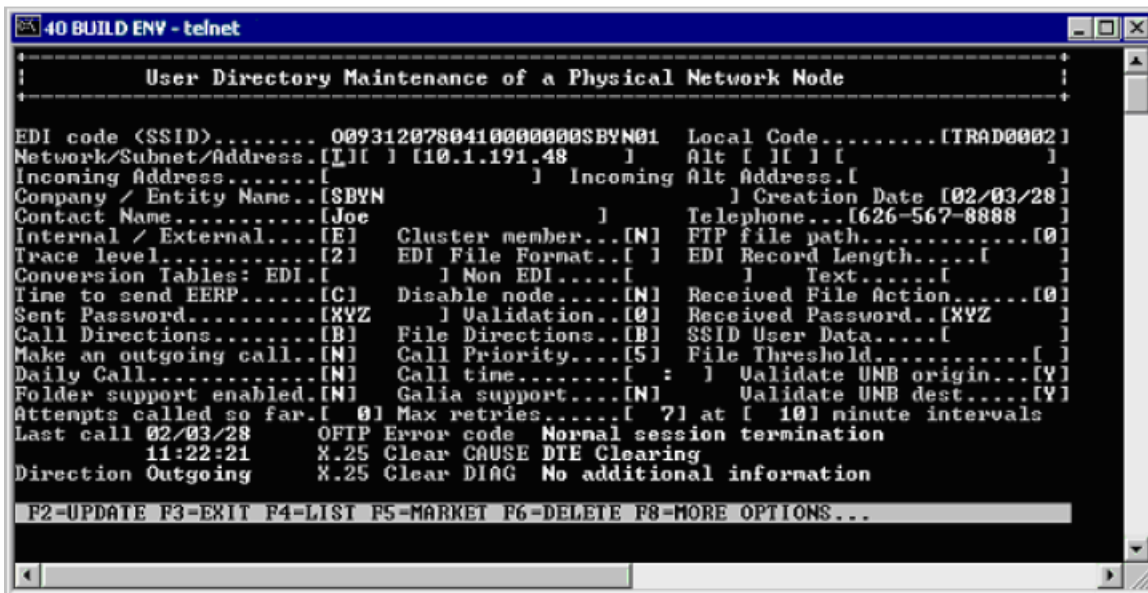 40 BUILD ENV - telnet
User Directory Maintenance of a Physical Network Node
EDI code (SSID)........ O0931207804100000000SBYN01 Local Code.........[TRAD0002]
Network/Subnet/Address.[I][ ] [10.1.191.48 ] Alt [ ][ ] [ ]
Incoming Address.......[ ] Incoming Alt Address.[ ]
Company / Entity Name..[SBYN ] Creation Date [02/03/28]
Contact Name...........[Joe ] Telephone...[626-567-8888 ]
Internal / External....[E] Cluster member...[N] FTP file path..............[0]
Trace level............[2] EDI File Format..[ ] EDI Record Length.....[ ]
Conversion Tables: EDI.[ ] Non EDI.....[ ] Text......[ ]
Time to send EERP......[C] Disable node.....[N] Received File Action......[0]
Sent Password..........[XYZ ] Validation..[0] Received Password..[XYZ ]
Call Directions........[B] File Directions..[B] SSID User Data.....[ ]
Make an outgoing call..[N] Call Priority....[5] File Threshold............[ ]
Daily Call.............[N] Call time........[ : ] Validate UNB origin...[Y]
Folder support enabled.[N] Galia support....[N] Validate UNB dest.....[Y]
Attempts called so far.[ 0] Max retries......[ 7] at [ 10] minute intervals
Last call 02/03/28 OFTP Error code Normal session termination
11:22:21 X.25 Clear CAUSE DTE Clearing
Direction Outgoing X.25 Clear DIAG No additional information
F2=UPDATE F3=EXIT F4=LIST F5=MARKET F6=DELETE F8=MORE OPTIONS...